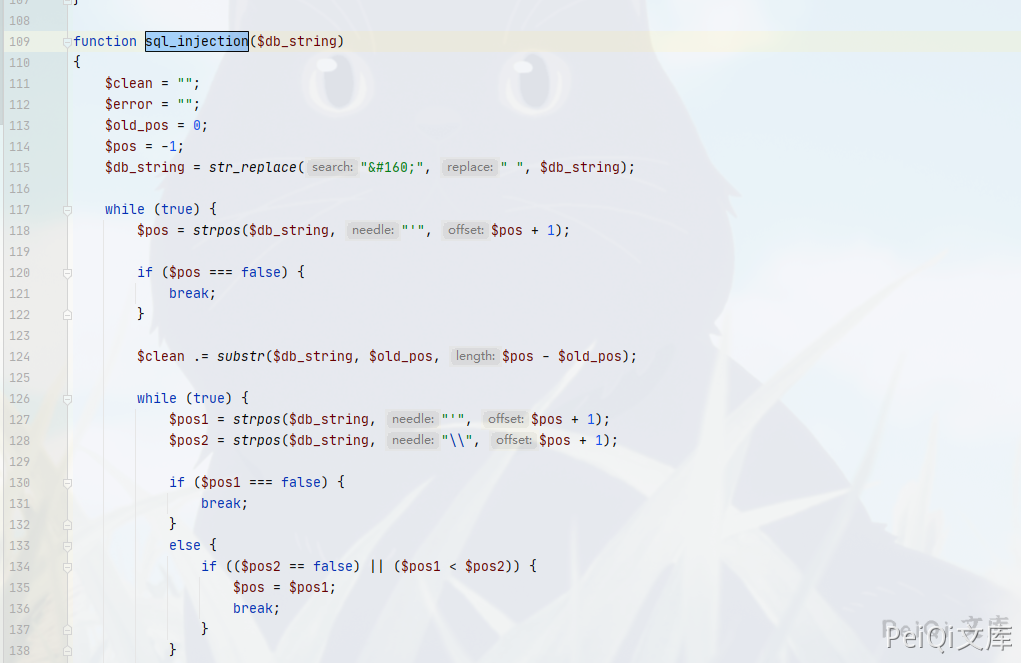 107 }
108
109 function sql_injection($db_string)
110 {
111 $clean = "";
112 $error = "";
113 $old_pos = 0;
114 $pos = -1;
115 $db_string = str_replace( search: "&#160;", replace: " ", $db_string);
116
117 while (true) {
118 $pos = strpos($db_string, needle: "'", offset: $pos + 1);
119
120 if ($pos === false) {
121 break;
122 }
123
124 $clean .= substr($db_string, $old_pos, length: $pos - $old_pos);
125
126 while (true) {
127 $pos1 = strpos($db_string, needle: "'", offset: $pos + 1);
128 $pos2 = strpos($db_string, needle: "\\", offset: $pos + 1);
129
130 if ($pos1 === false) {
131 break;
132 }
133 else {
134 if (($pos2 == false) || ($pos1 < $pos2)) {
135 $pos = $pos1;
136 break;
137 }
138 }
PeiQi 文库
PeiQi文库